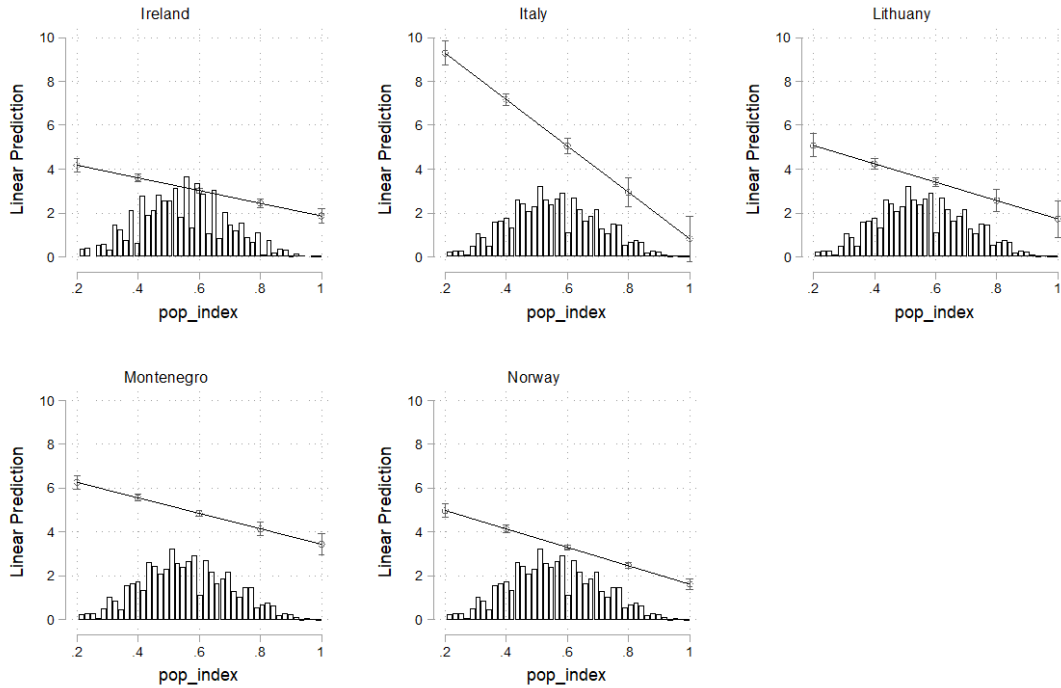 Ireland
10
8
6
4
2
0
Linear Prediction
.2 .4 .6 .8 1
pop_index
Italy
10
8
6
4
2
0
Linear Prediction
.2 .4 .6 .8 1
pop_index
Lithuany
10
8
6
4
2
0
Linear Prediction
.2 .4 .6 .8 1
pop_index
Montenegro
10
8
6
4
2
0
Linear Prediction
.2 .4 .6 .8 1
pop_index
Norway
10
8
6
4
2
0
Linear Prediction
.2 .4 .6 .8 1
pop_index